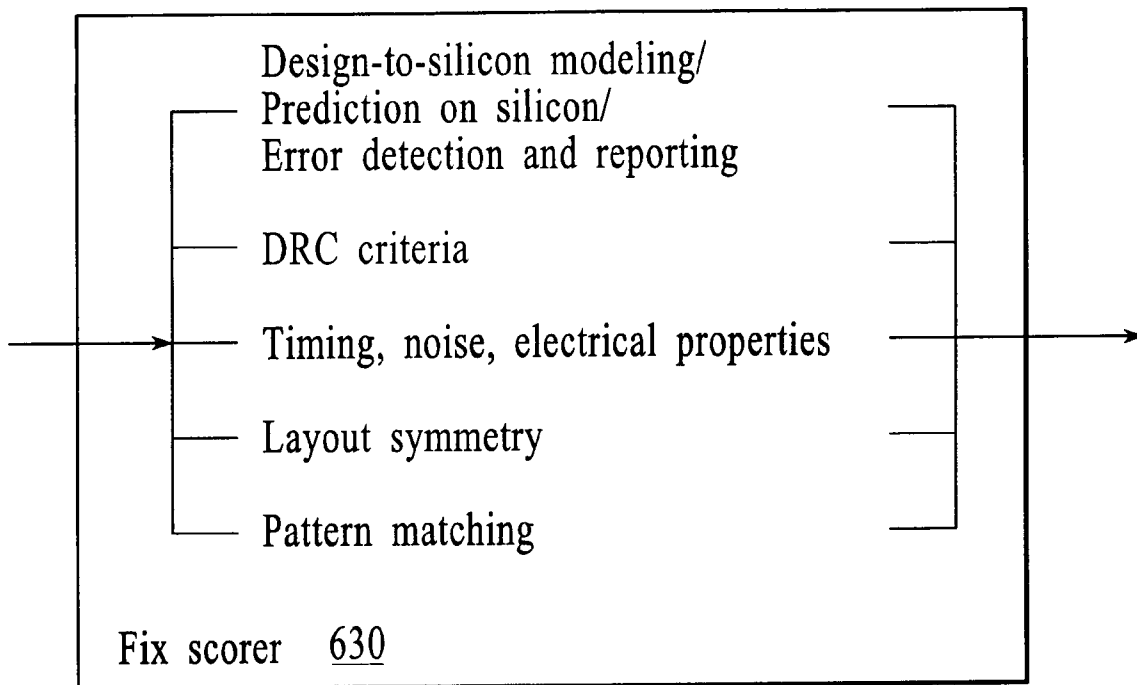 Design-to-silicon modeling/
Prediction on silicon/
Error detection and reporting
DRC criteria
Timing, noise, electrical properties
Layout symmetry
Pattern matching
Fix scorer 630